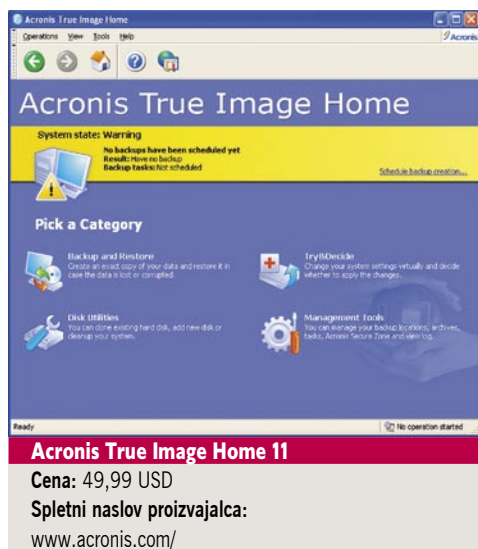 Acronis True Image Home
Operations View Tools Help
Acronis
Acronis True Image Home
System state: Warning
No backups have been scheduled yet
Result: Have no backup
Backup tasks: Not scheduled
Schedule backup creation...
Pick a Category
Backup and Restore
Create an exact copy of your data and restore it in
case the data is lost or corrupted.
Try&Decide
Change your system settings virtually and decide
whether to apply the changes.
Disk Utilities
You can clone existing hard disk, add new disk or
cleanup your system.
Management Tools
You can manage your backup locations, archives,
tasks, Acronis Secure Zone and view log.
Ready
No operation started
Acronis True Image Home 11
Cena: 49,99 USD
Spletni naslov proizvajalca:
www.acronis.com/